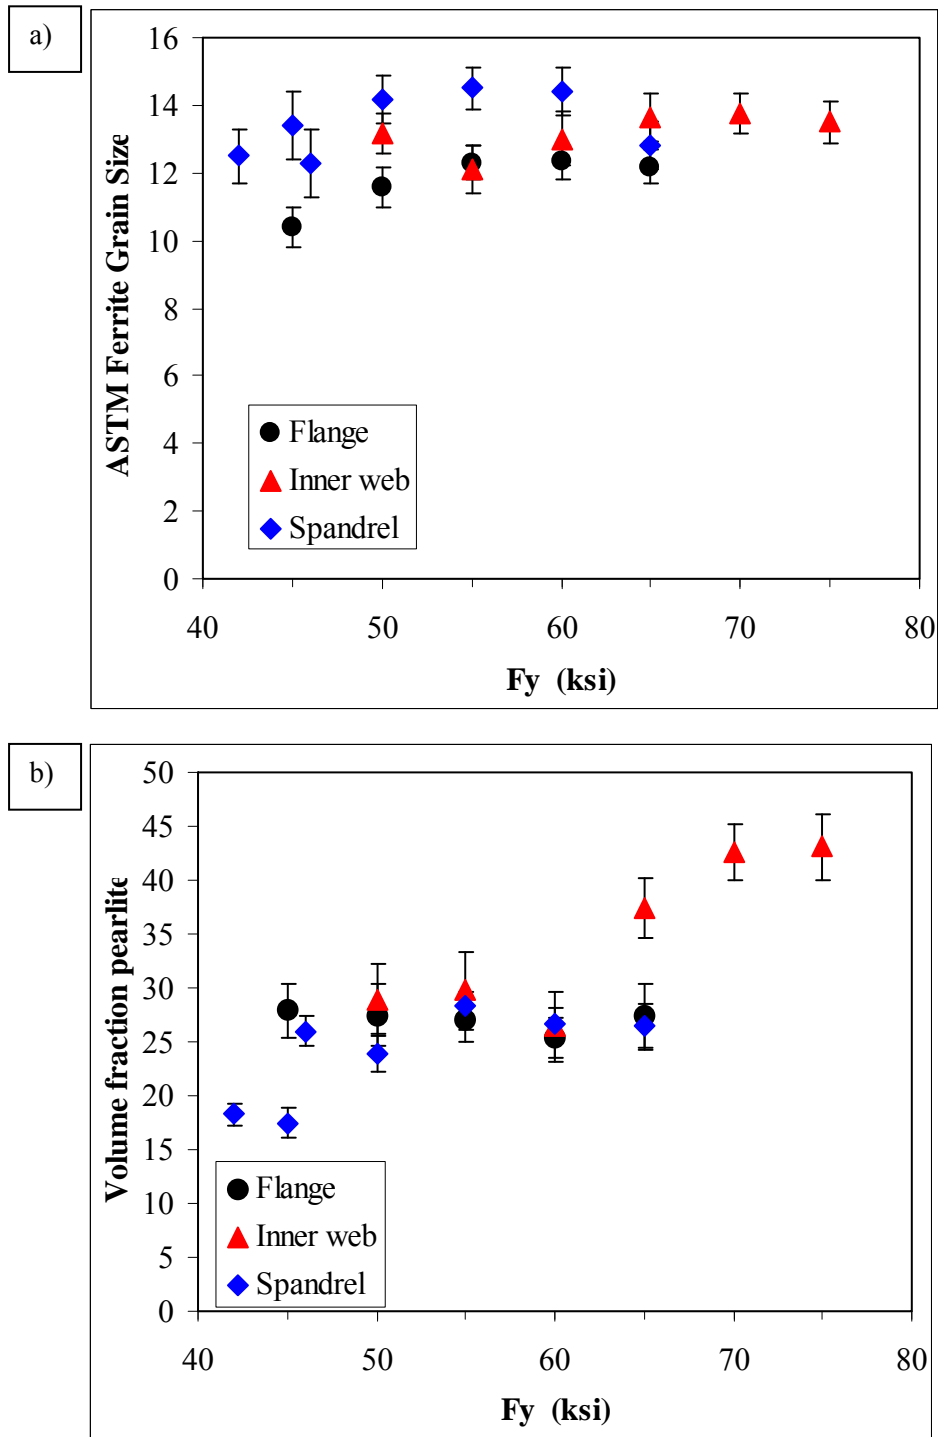 a)
16
14
12
10
8
6
4
2
0
ASTM Ferrite Grain Size
Flange
Inner web
Spandrel
40 50 60 70 80
Fy (ksi)
b)
50
45
40
35
30
25
20
15
10
5
0
Volume fraction pearlite
Flange
Inner web
Spandrel
40 50 60 70 80
Fy (ksi)